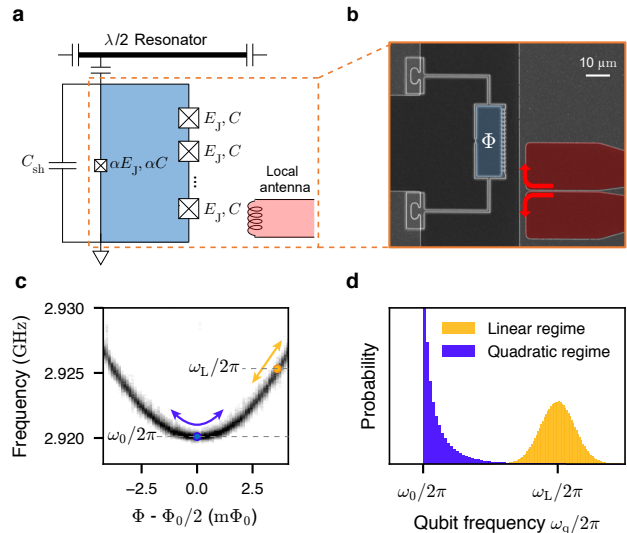 a
λ/2 Resonator
C_sh
αE_J, αC
E_J, C
E_J, C
...
E_J, C
Local
antenna
b
10 μm
C
Φ
C
c
Frequency (GHz)
2.930
2.925
2.920
ω_L/2π
ω_0/2π
−2.5 0.0 2.5
Φ - Φ_0/2 (mΦ_0)
d
Probability
Linear regime
Quadratic regime
ω_0/2π ω_L/2π
Qubit frequency ω_q/2π